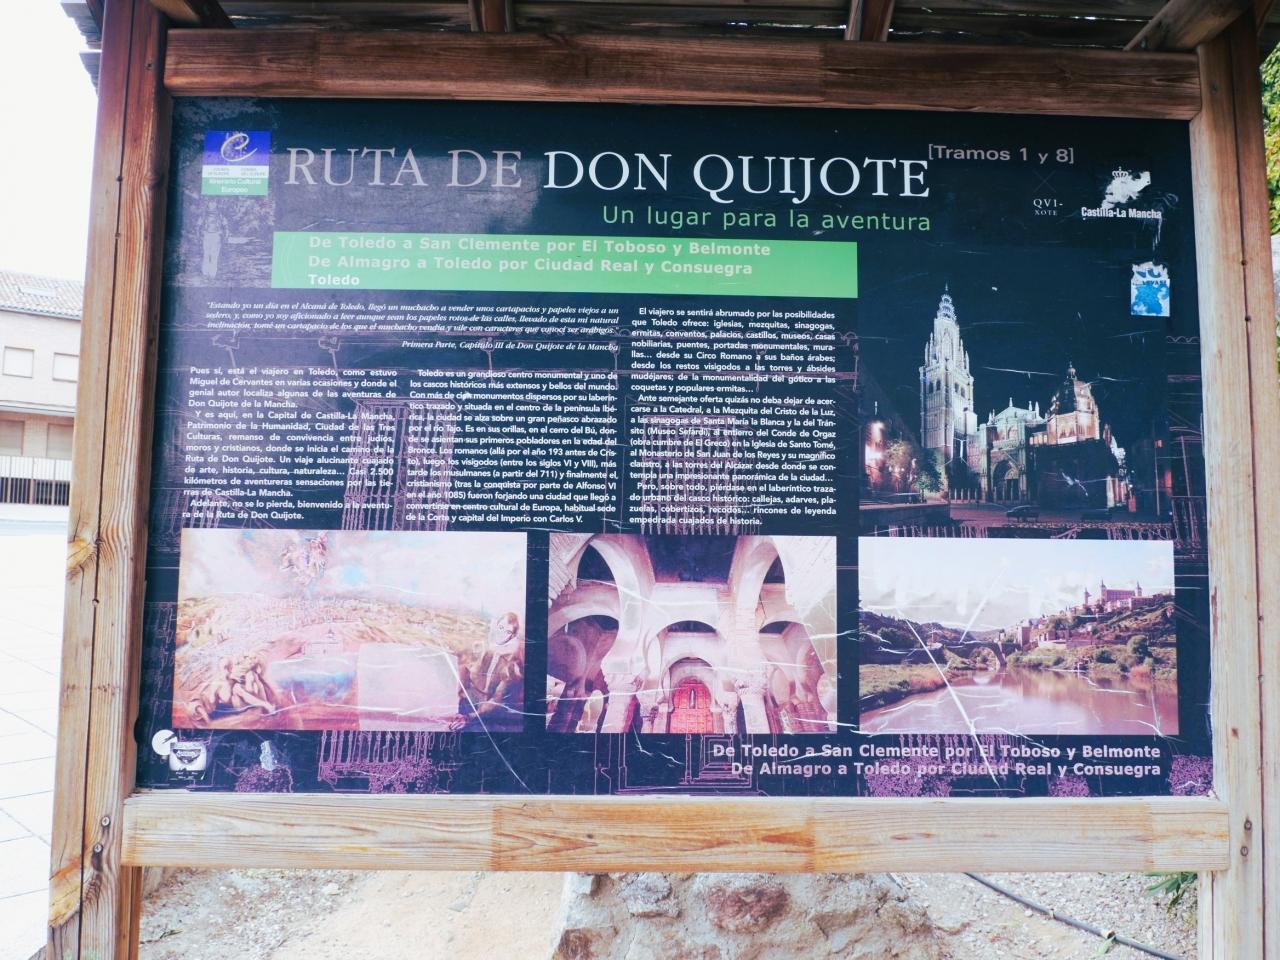 RUTA DE DON QUIJOTE
[Tramos 1 y 8]
Un lugar para la aventura
Itinerario Cultural
Europeo
QVI-
XOTE
Castilla-La Mancha
De Toledo a San Clemente por El Toboso y Belmonte
De Almagro a Toledo por Ciudad Real y Consuegra
Toledo
"Estando yo un día en el Alcaná de Toledo, llegó un muchacho a vender unos cartapacios y papeles viejos a un
sedero, y, como yo soy aficionado a leer aunque sean los papeles rotos de las calles, llevado de esta mi natural
inclinación, tomé un cartapacio de los que el muchacho vendía y vile con caracteres que conocí ser arábigos."
Primera Parte, Capítulo III de Don Quijote de la Mancha
Pues sí, está el viajero en Toledo, como estuvo
Miguel de Cervantes en varias ocasiones y donde el
genial autor localiza algunas de las aventuras de
Don Quijote de la Mancha.
Y es aquí, en la Capital de Castilla-La Mancha,
Patrimonio de la Humanidad, Ciudad de las Tres
Culturas, remanso de convivencia entre judíos,
moros y cristianos, donde se inicia el camino de la
Ruta de Don Quijote. Un viaje alucinante cuajado
de arte, historia, cultura, naturaleza... Casi 2.500
kilómetros de aventureras sensaciones por las tie-
rras de Castilla-La Mancha.
Adelante, no se lo pierda, bienvenido a la aventu-
ra de la Ruta de Don Quijote.
Toledo es un grandioso centro monumental y uno de
los cascos históricos más extensos y bellos del mundo.
Con más de cien monumentos dispersos por su laberín-
tico trazado y situada en el centro de la península Ibé-
rica, la ciudad se alza sobre un gran peñasco abrazado
por el río Tajo. Es en sus orillas, en el cerro del Bú, don-
de se asientan sus primeros pobladores en la edad del
Bronce. Los romanos (allá por el año 193 antes de Cris-
to), luego los visigodos (entre los siglos VI y VIII), más
tarde los musulmanes (a partir del 711) y finalmente el
cristianismo (tras la conquista por parte de Alfonso VI
en el año 1085) fueron forjando una ciudad que llegó a
convertirse en centro cultural de Europa, habitual sede
de la Corte y capital del Imperio con Carlos V.
El viajero se sentirá abrumado por las posibilidades
que Toledo ofrece: iglesias, mezquitas, sinagogas,
ermitas, conventos, palacios, castillos, museos, casas
nobiliarias, puentes, portadas monumentales, mura-
llas... desde su Circo Romano a sus baños árabes;
desde los restos visigodos a las torres y ábsides
mudéjares; de la monumentalidad del gótico a las
coquetas y populares ermitas...
Ante semejante oferta quizás no deba dejar de acer-
carse a la Catedral, a la Mezquita del Cristo de la Luz,
a las sinagogas de Santa María la Blanca y la del Trán-
sito (Museo Sefardí), al entierro del Conde de Orgaz
(obra cumbre de El Greco) en la Iglesia de Santo Tomé,
al Monasterio de San Juan de los Reyes y su magnífico
claustro, a las torres del Alcázar desde donde se con-
templa una impresionante panorámica de la ciudad...
Pero, sobre todo, piérdase en el laberíntico traza-
do urbano del casco histórico: callejas, adarves, pla-
zuelas, cobertizos, recodos... rincones de leyenda
empedrada cuajados de historia.
De Toledo a San Clemente por El Toboso y Belmonte
De Almagro a Toledo por Ciudad Real y Consuegra